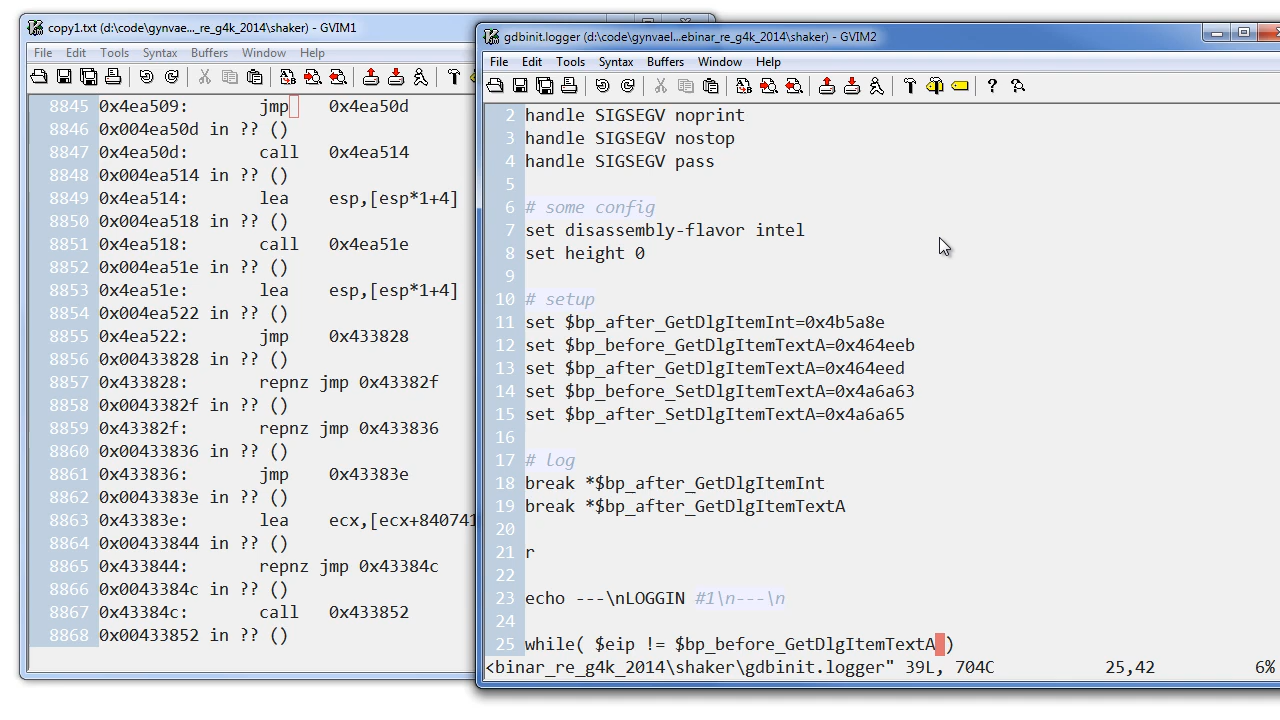 copy1.txt (d:\code\gynvae..._re_g4k_2014\shaker) - GVIM1
File Edit Tools Syntax Buffers Window Help
8845 0x4ea509: jmp 0x4ea50d
8846 0x004ea50d in ?? ()
8847 0x4ea50d: call 0x4ea514
8848 0x004ea514 in ?? ()
8849 0x4ea514: lea esp,[esp*1+4]
8850 0x004ea518 in ?? ()
8851 0x4ea518: call 0x4ea51e
8852 0x004ea51e in ?? ()
8853 0x4ea51e: lea esp,[esp*1+4]
8854 0x004ea522 in ?? ()
8855 0x4ea522: jmp 0x433828
8856 0x00433828 in ?? ()
8857 0x433828: repnz jmp 0x43382f
8858 0x0043382f in ?? ()
8859 0x43382f: repnz jmp 0x433836
8860 0x00433836 in ?? ()
8861 0x433836: jmp 0x43383e
8862 0x0043383e in ?? ()
8863 0x43383e: lea ecx,[ecx+840741
8864 0x00433844 in ?? ()
8865 0x433844: repnz jmp 0x43384c
8866 0x0043384c in ?? ()
8867 0x43384c: call 0x433852
8868 0x00433852 in ?? ()
gdbinit.logger (d:\code\gynvael...ebinar_re_g4k_2014\shaker) - GVIM2
File Edit Tools Syntax Buffers Window Help
2 handle SIGSEGV noprint
3 handle SIGSEGV nostop
4 handle SIGSEGV pass
5
6 # some config
7 set disassembly-flavor intel
8 set height 0
9
10 # setup
11 set $bp_after_GetDlgItemInt=0x4b5a8e
12 set $bp_before_GetDlgItemTextA=0x464eeb
13 set $bp_after_GetDlgItemTextA=0x464eed
14 set $bp_before_SetDlgItemTextA=0x4a6a63
15 set $bp_after_SetDlgItemTextA=0x4a6a65
16
17 # log
18 break *$bp_after_GetDlgItemInt
19 break *$bp_after_GetDlgItemTextA
20
21 r
22
23 echo ---\nLOGGIN #1\n---\n
24
25 while( $eip != $bp_before_GetDlgItemTextA )
<binar_re_g4k_2014\shaker\gdbinit.logger" 39L, 704C 25,42 6%